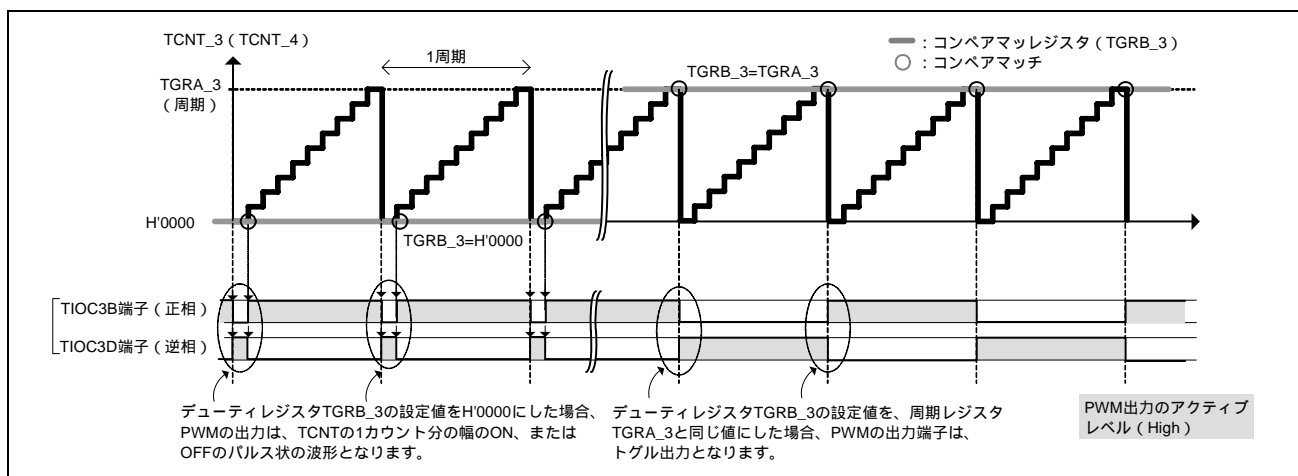 TCNT_3(TCNT_4)
1周期
:コンペアマッレジスタ(TGRB_3)
:コンペアマッチ
TGRB_3=TGRA_3
TGRA_3
(周期)
H'0000
TGRB_3=H'0000
TIOC3B端子(正相)
TIOC3D端子(逆相)
デューティレジスタTGRB_3の設定値をH'0000にした場合、
PWMの出力は、TCNTの1カウント分の幅のON、または
OFFのパルス状の波形となります。
デューティレジスタTGRB_3の設定値を、周期レジスタ
TGRA_3と同じ値にした場合、PWMの出力端子は、
トグル出力となります。
PWM出力のアクティブ
レベル(High)